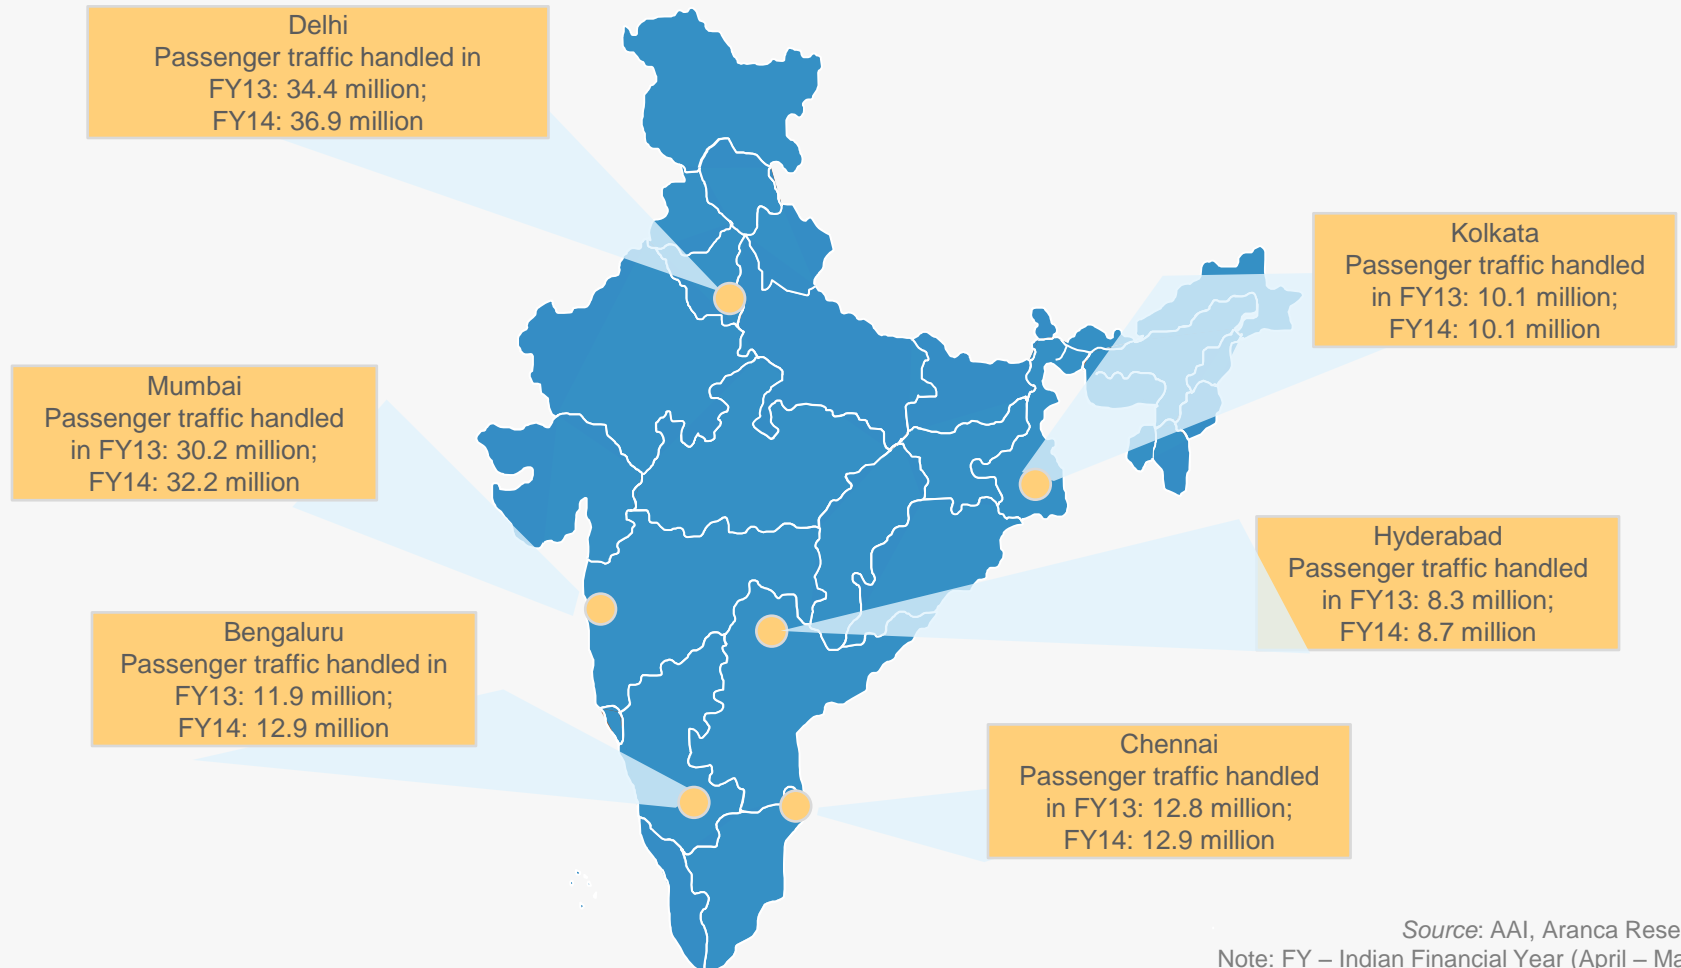 Delhi
Passenger traffic handled in
FY13: 34.4 million;
FY14: 36.9 million
Kolkata
Passenger traffic handled
in FY13: 10.1 million;
FY14: 10.1 million
Mumbai
Passenger traffic handled
in FY13: 30.2 million;
FY14: 32.2 million
Hyderabad
Passenger traffic handled
in FY13: 8.3 million;
FY14: 8.7 million
Bengaluru
Passenger traffic handled in
FY13: 11.9 million;
FY14: 12.9 million
Chennai
Passenger traffic handled
in FY13: 12.8 million;
FY14: 12.9 million
Source: AAI, Aranca Rese
Note: FY – Indian Financial Year (April – Ma